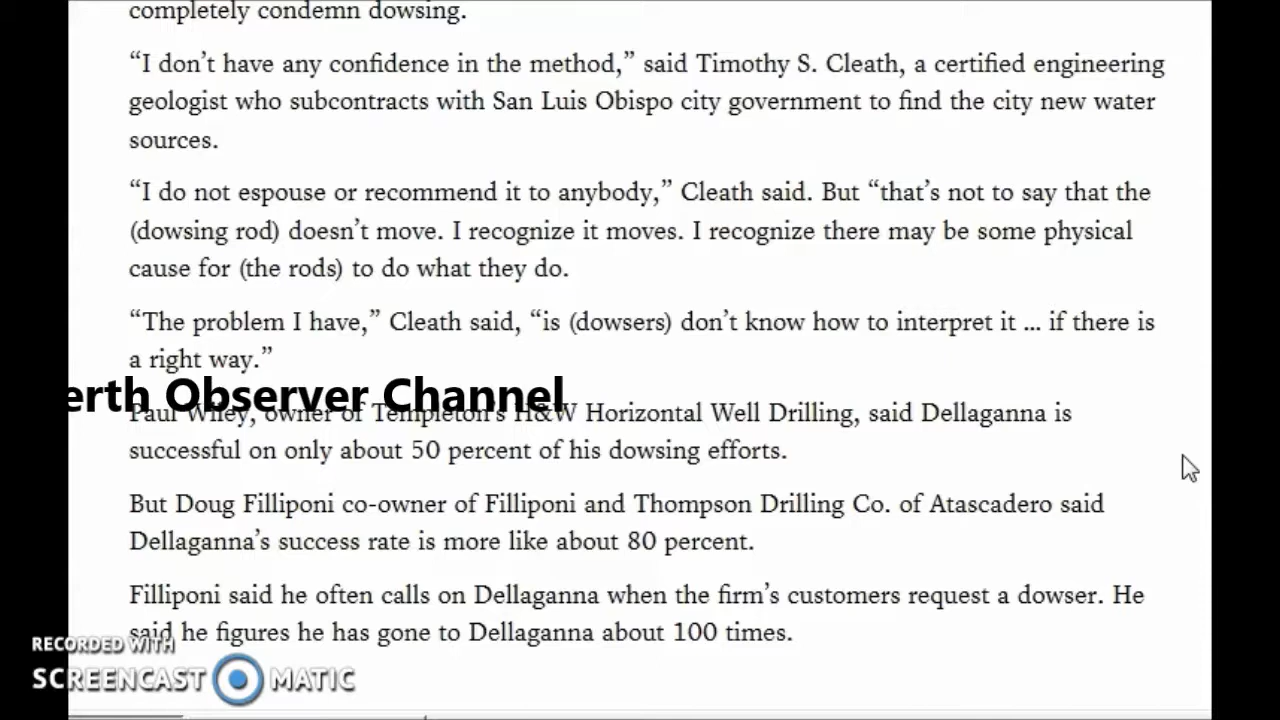 completely condemn dowsing.
“I don’t have any confidence in the method,” said Timothy S. Cleath, a certified engineering
geologist who subcontracts with San Luis Obispo city government to find the city new water
sources.
“I do not espouse or recommend it to anybody,” Cleath said. But “that’s not to say that the
(dowsing rod) doesn’t move. I recognize it moves. I recognize there may be some physical
cause for (the rods) to do what they do.
“The problem I have,” Cleath said, “is (dowsers) don’t know how to interpret it ... if there is
a right way.”
erth Observer Channel
Paul Wiley, owner of Templeton’s H&W Horizontal Well Drilling, said Dellaganna is
successful on only about 50 percent of his dowsing efforts.
But Doug Filliponi co-owner of Filliponi and Thompson Drilling Co. of Atascadero said
Dellaganna’s success rate is more like about 80 percent.
Filliponi said he often calls on Dellaganna when the firm’s customers request a dowser. He
said he figures he has gone to Dellaganna about 100 times.
RECORDED WITH
SCREENCAST MATIC